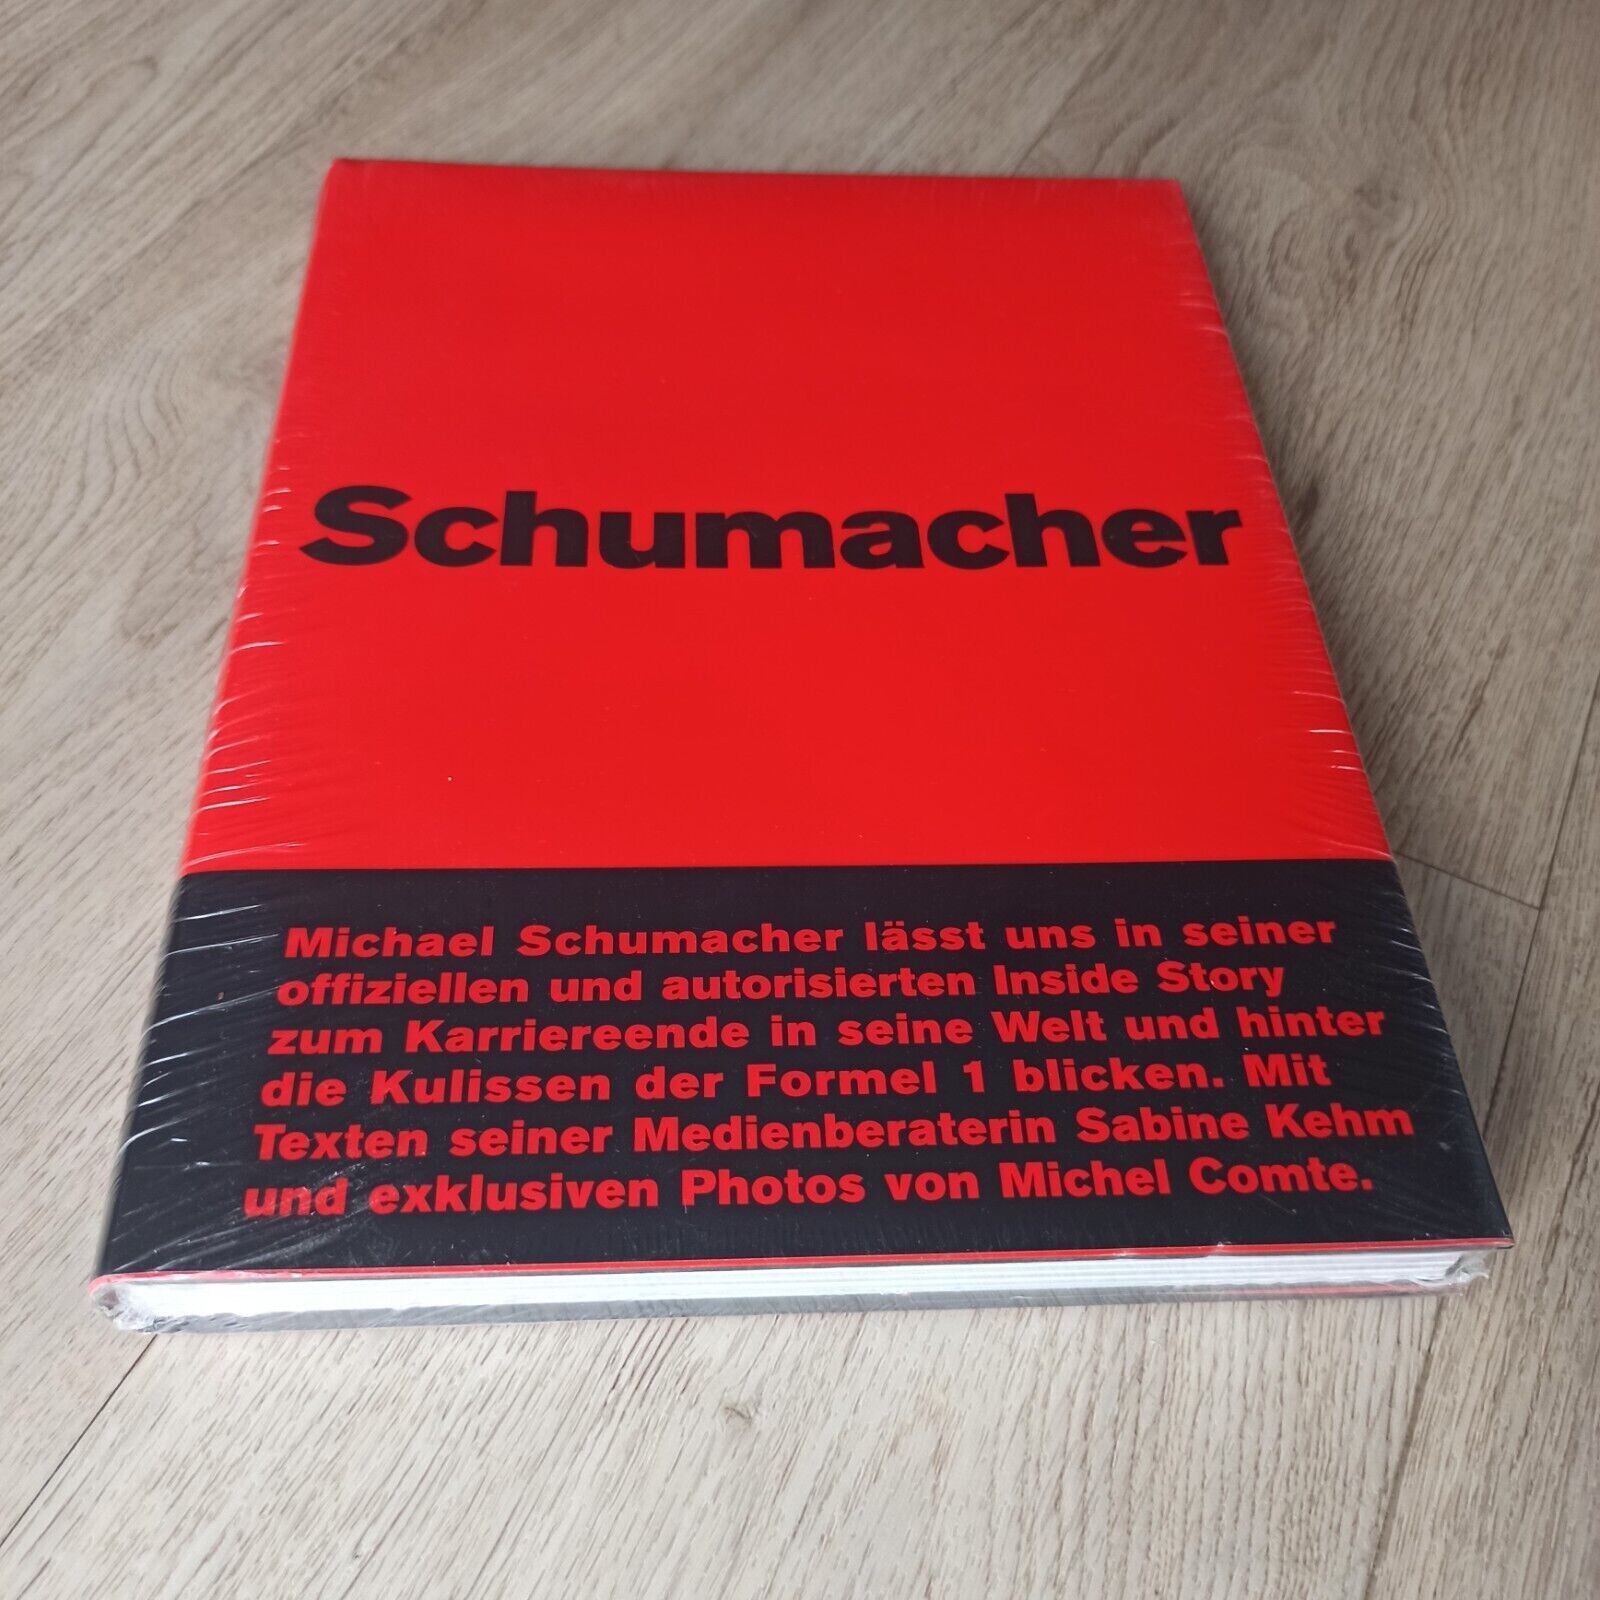 Schumacher
Michael Schumacher lässt uns in seiner
offiziellen und autorisierten Inside Story
zum Karriereende in seine Welt und hinter
die Kulissen der Formel 1 blicken. Mit
Texten seiner Medienberaterin Sabine Kehm
und exklusiven Photos von Michel Comte.